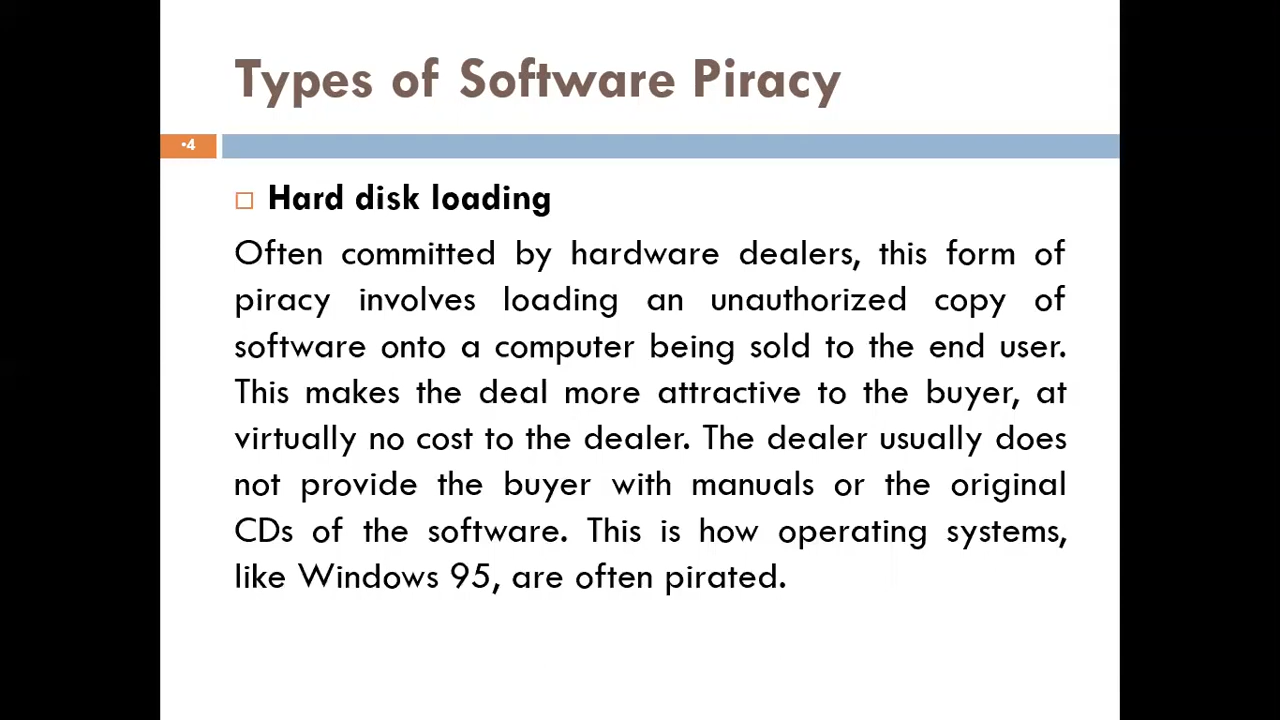 Types of Software Piracy
•4
Hard disk loading
Often committed by hardware dealers, this form of
piracy involves loading an unauthorized copy of
software onto a computer being sold to the end user.
This makes the deal more attractive to the buyer, at
virtually no cost to the dealer. The dealer usually does
not provide the buyer with manuals or the original
CDs of the software. This is how operating systems,
like Windows 95, are often pirated.